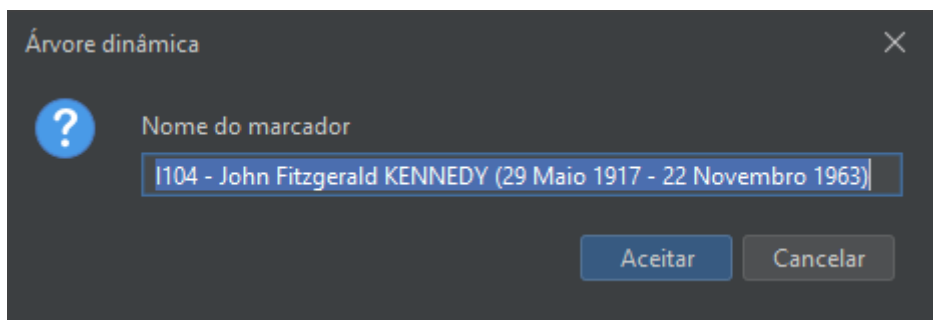 Árvore dinâmica
Nome do marcador
I104 - John Fitzgerald KENNEDY (29 Maio 1917 - 22 Novembro 1963)
Aceitar Cancelar